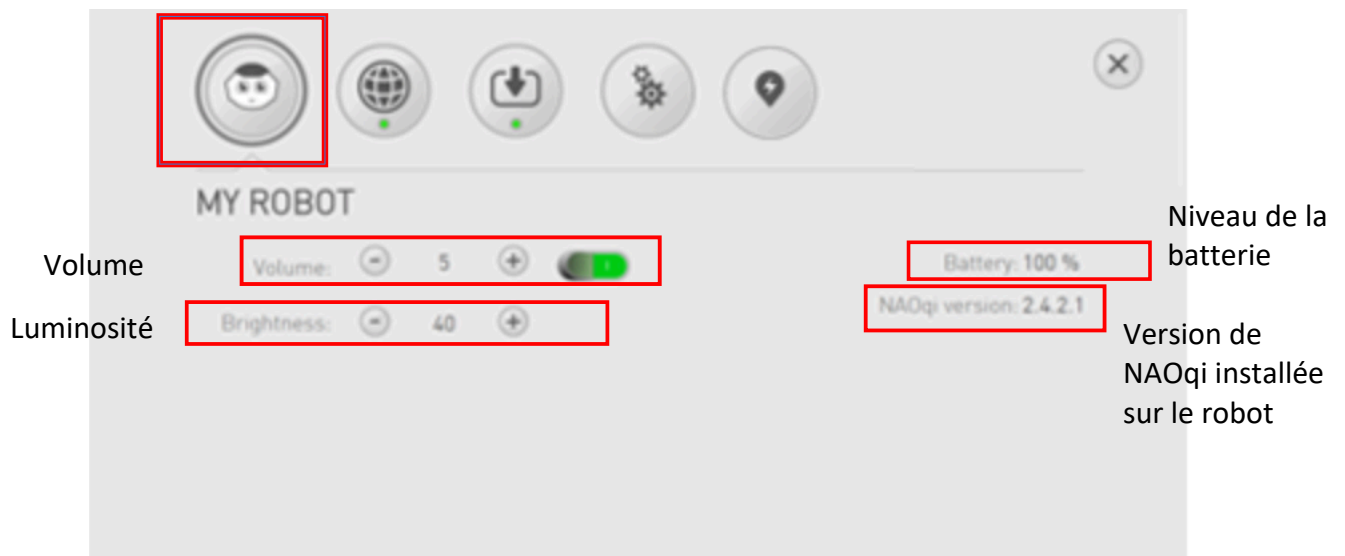 MY ROBOT
Volume
Volume: 5
Battery: 100 %
Niveau de la
batterie
Luminosité
Brightness: 40
NAOqi version: 2.4.2.1
Version de
NAOqi installée
sur le robot